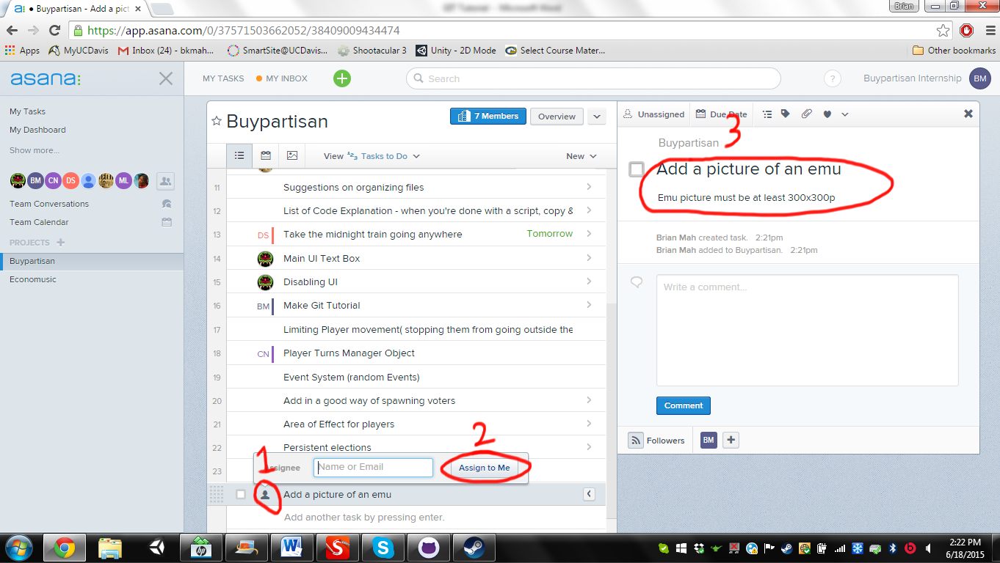 Buypartisan - Add a pict
GIT Tutorial - Microsoft Word
Brian
https://app.asana.com/0/37571503662052/38409009434474
Apps
MyUCDavis
Inbox (24) - bkmah...
SmartSite@UCDavis...
Shootacular 3
Unity - 2D Mode
Select Course Mater...
Other bookmarks
asana
MY TASKS
MY INBOX
Search
?
Buypartisan Internship
BM
My Tasks
My Dashboard
Show more...
BM CN DS ML
Team Conversations
Team Calendar
PROJECTS +
Buypartisan
Economusic
Buypartisan
7 Members
Overview
View Tasks to Do
New
11 Suggestions on organizing files
12 List of Code Explanation - when you're done with a script, copy &
13 DS Take the midnight train going anywhere Tomorrow
14 Main UI Text Box
15 Disabling UI
16 BM Make Git Tutorial
17 Limiting Player movement( stopping them from going outside the
18 CN Player Turns Manager Object
19 Event System (random Events)
20 Add in a good way of spawning voters
21 Area of Effect for players
22 Persistent elections
2
1
23 Assignee Name or Email Assign to Me
Add a picture of an emu
Add another task by pressing enter.
Unassigned
Due Date
3
Buypartisan
Add a picture of an emu
Emu picture must be at least 300x300p
Brian Mah created task. 2:21pm
Brian Mah added to Buypartisan. 2:21pm
Write a comment...
Comment
Followers
BM
+
2:22 PM
6/18/2015